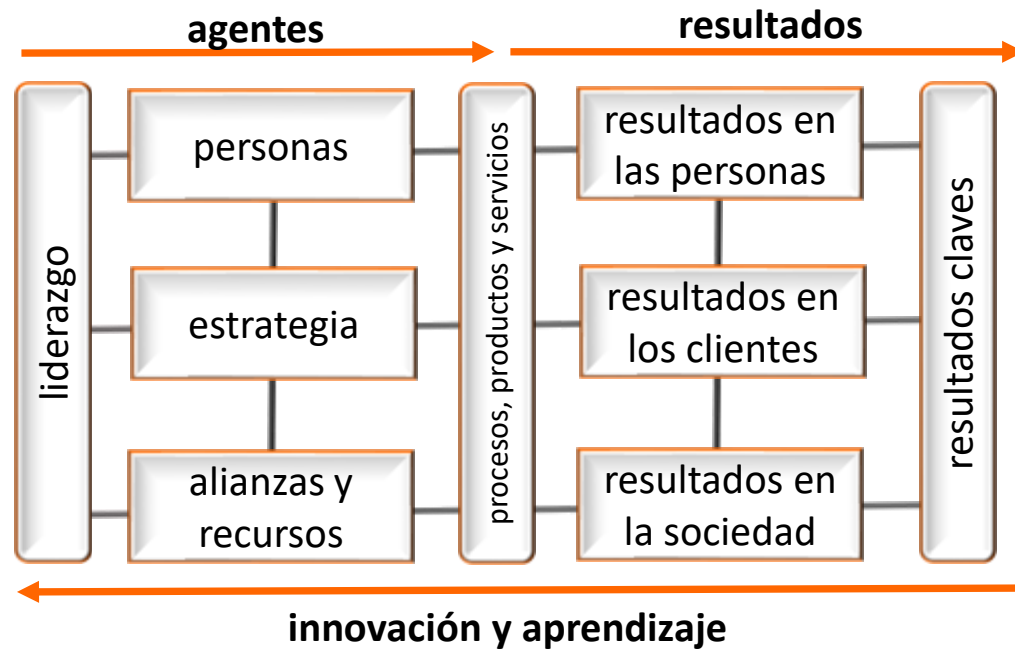 agentes
resultados
liderazgo
personas
estrategia
alianzas y
recursos
procesos, productos y servicios
resultados en
las personas
resultados en
los clientes
resultados en
la sociedad
resultados claves
innovación y aprendizaje